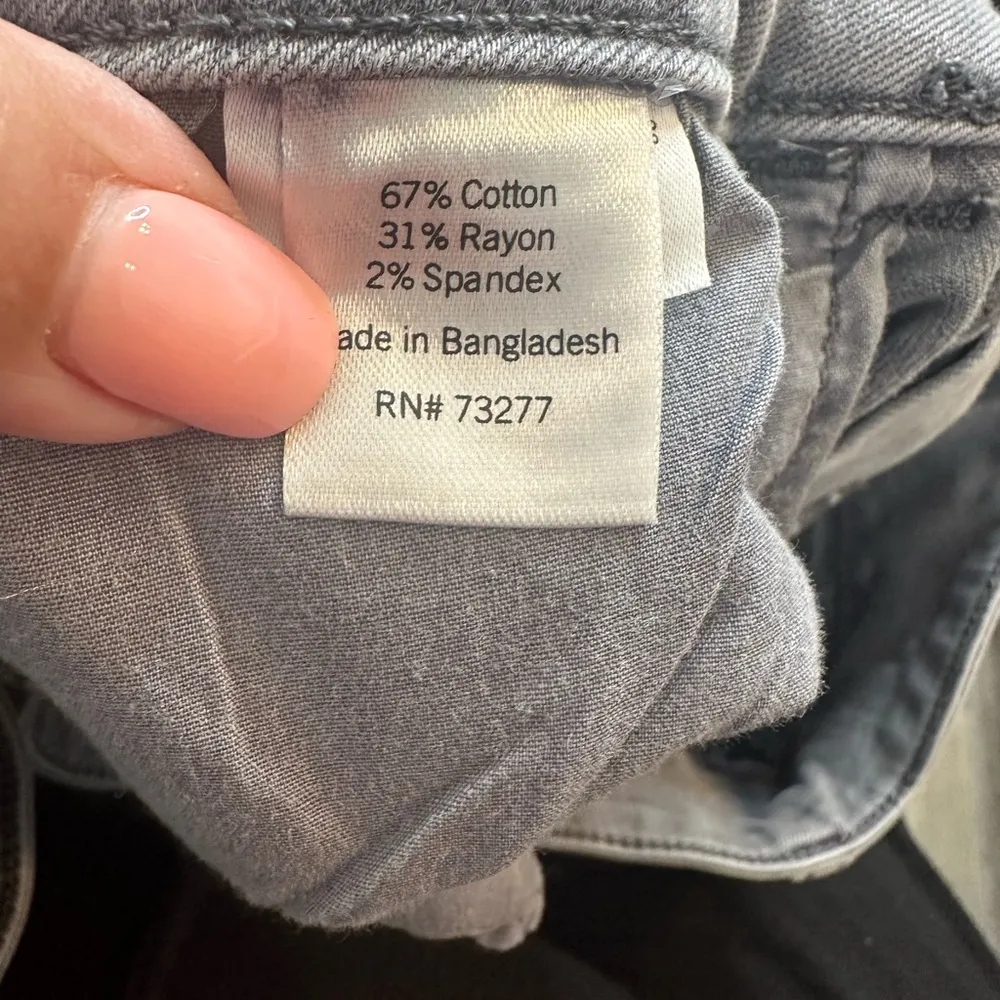 67% Cotton
31% Rayon
2% Spandex
ade in Bangladesh
RN# 73277